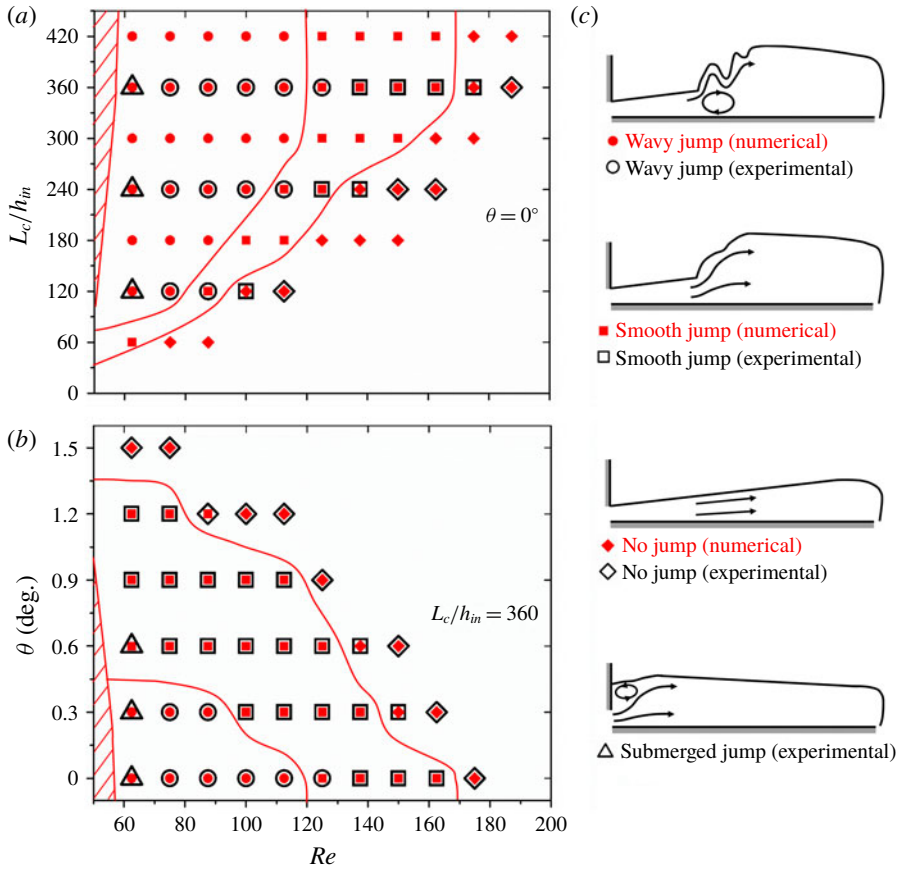 (a)
420
360
300
240
180
120
60
0
L_c/h_in
θ = 0°
(b)
1.5
1.2
0.9
0.6
0.3
0
θ (deg.)
L_c/h_in = 360
60 80 100 120 140 160 180 200
Re
(c)
Wavy jump (numerical)
Wavy jump (experimental)
Smooth jump (numerical)
Smooth jump (experimental)
No jump (numerical)
No jump (experimental)
Submerged jump (experimental)